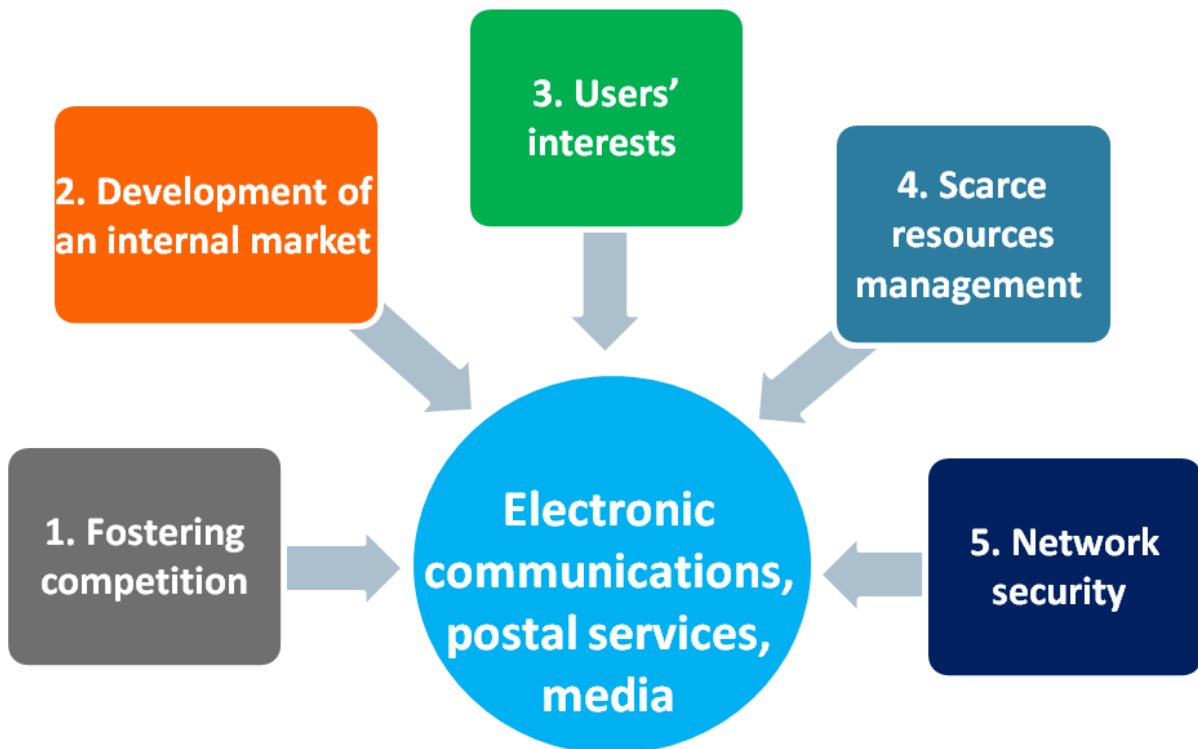 1. Fostering
competition
2. Development of
an internal market
3. Users’
interests
4. Scarce
resources
management
5. Network
security
Electronic
communications,
postal services,
media